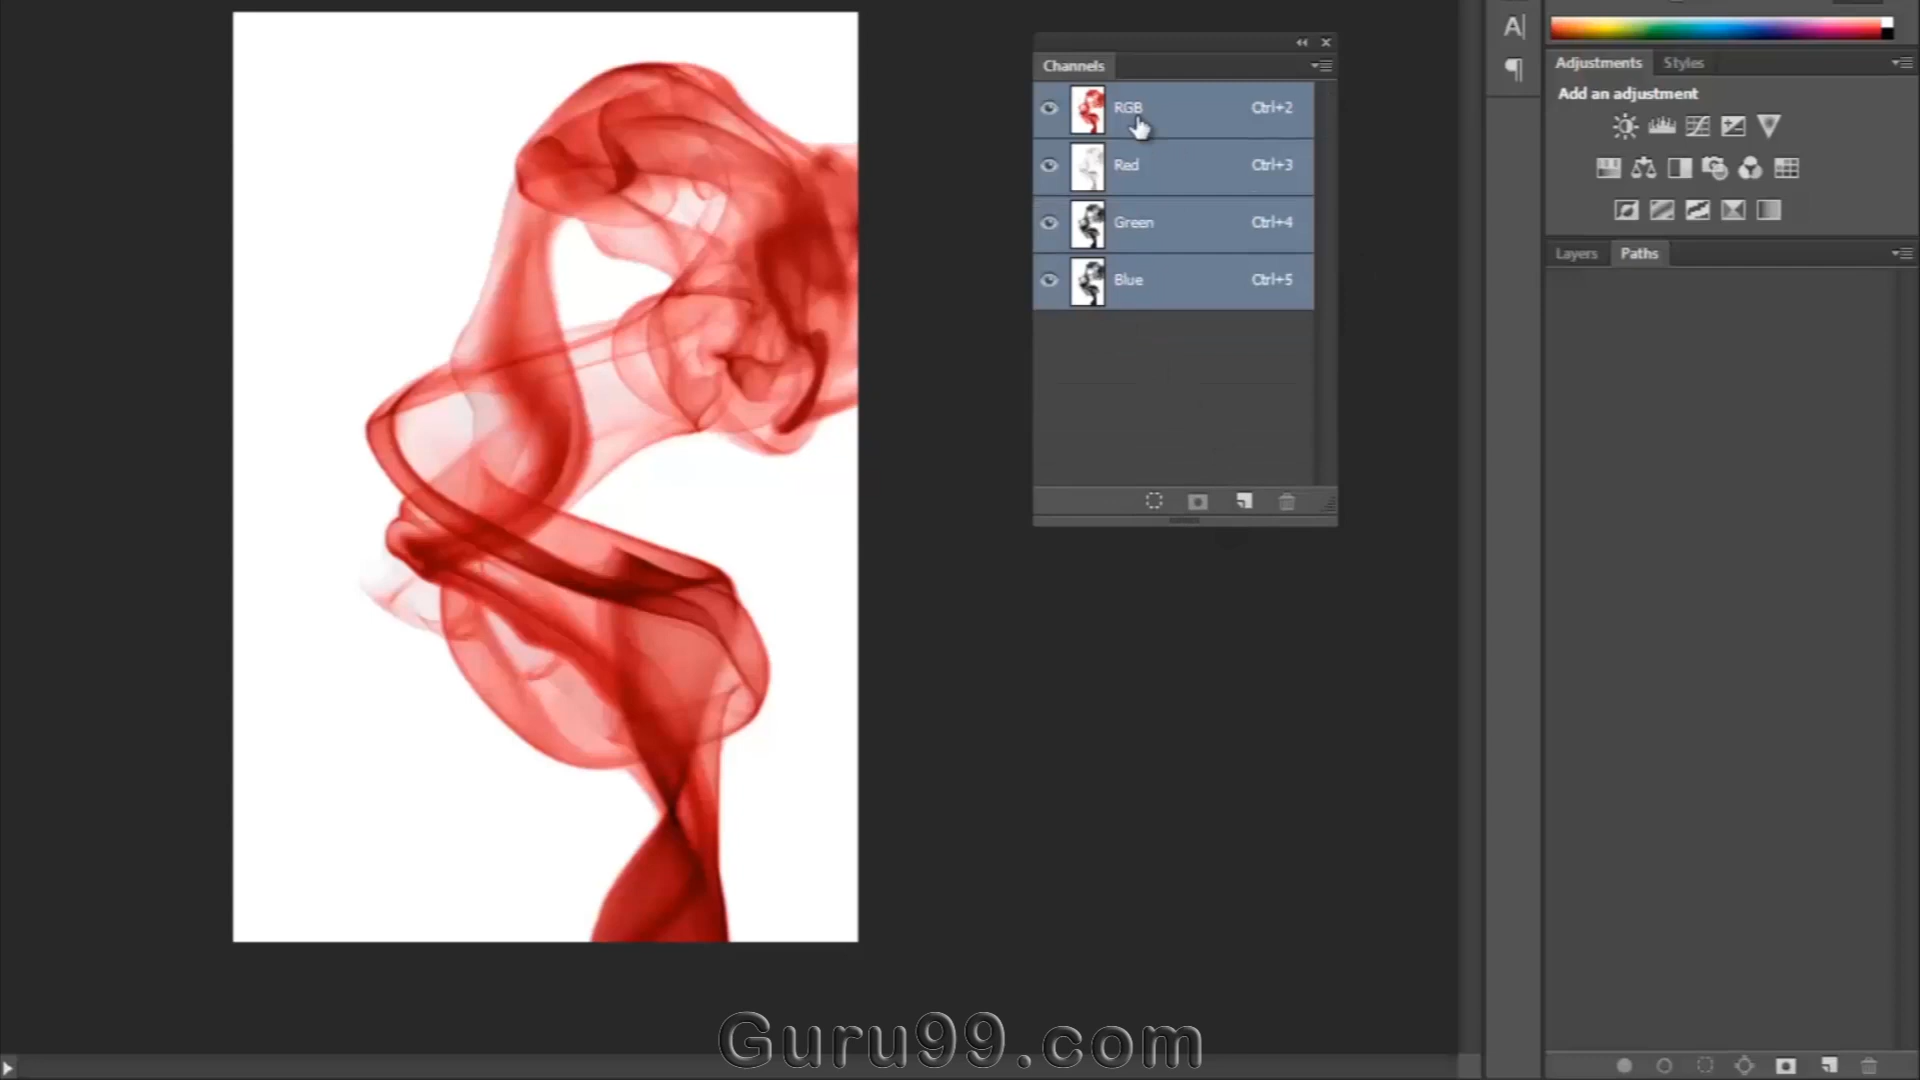 A|
¶
Channels
RGB Ctrl+2
Red Ctrl+3
Green Ctrl+4
Blue Ctrl+5
Adjustments Styles
Add an adjustment
Layers Paths
Guru99.com